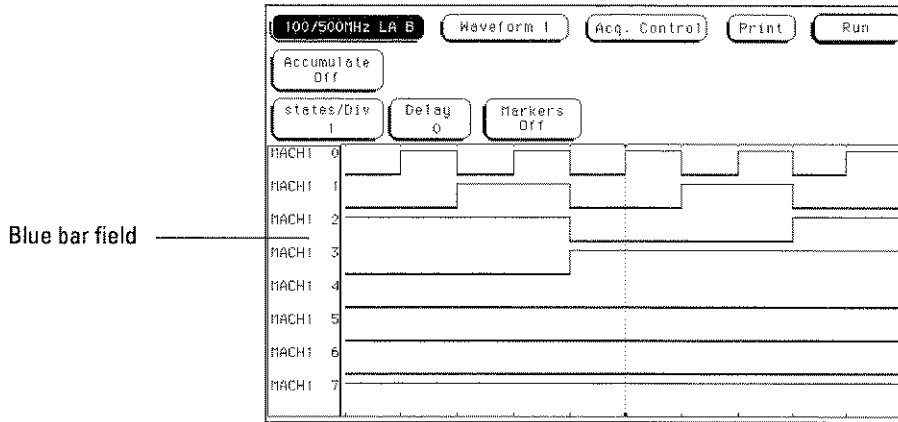 100/500MHz LA B Waveform 1 Acq. Control Print Run
Accumulate
Off
states/Div Delay Markers
1 0 Off
MACH1 0
MACH1 1
MACH1 2
Blue bar field
MACH1 3
MACH1 4
MACH1 5
MACH1 6
MACH1 7